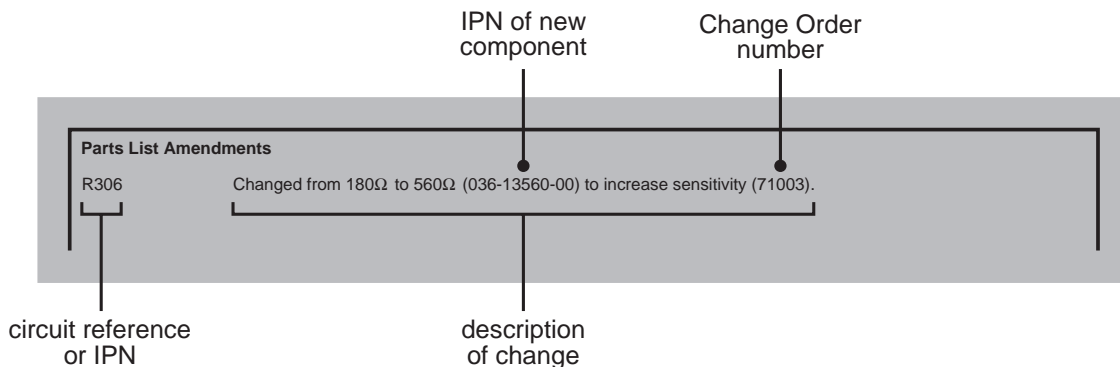 IPN of new
component
Change Order
number
Parts List Amendments
R306 Changed from 180Ω to 560Ω (036-13560-00) to increase sensitivity (71003).
circuit reference
or IPN
description
of change